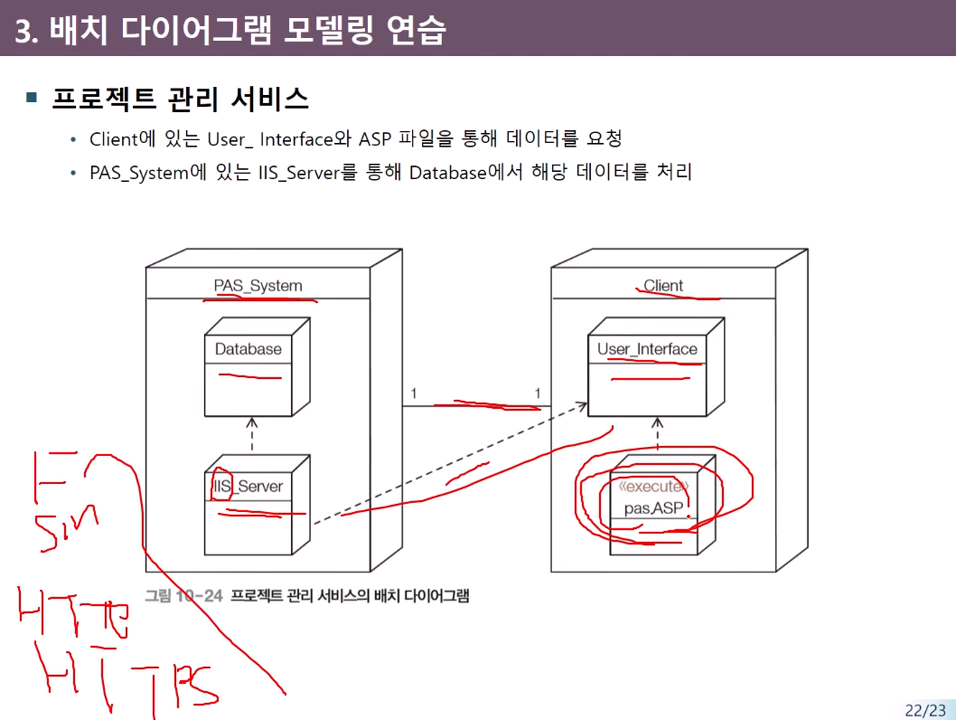 3. 배치 다이어그램 모델링 연습
프로젝트 관리 서비스
• Client에 있는 User_ Interface와 ASP 파일을 통해 데이터를 요청
• PAS_System에 있는 IIS_Server를 통해 Database에서 해당 데이터를 처리
PAS_System
Client
Database
User_Interface
1
1
IIS_Server
«execute»
pas.ASP
HTTP
HTTPS
그림 10-24 프로젝트 관리 서비스의 배치 다이어그램
22/23